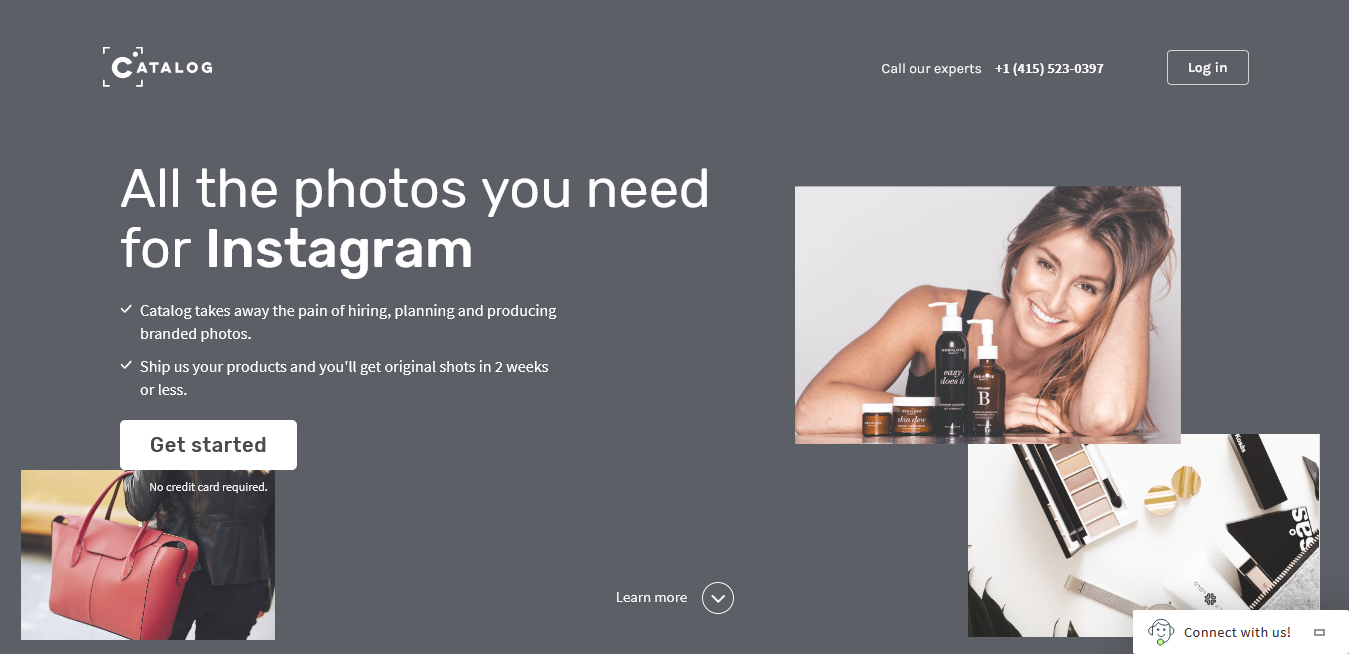 CATALOG
Call our experts +1 (415) 523-0397
Log in
All the photos you need
for Instagram
Catalog takes away the pain of hiring, planning and producing
branded photos.
Ship us your products and you'll get original shots in 2 weeks
or less.
Get started
No credit card required.
easy
does it
B
skin dew
Kosås
sås
Learn more
Connect with us!